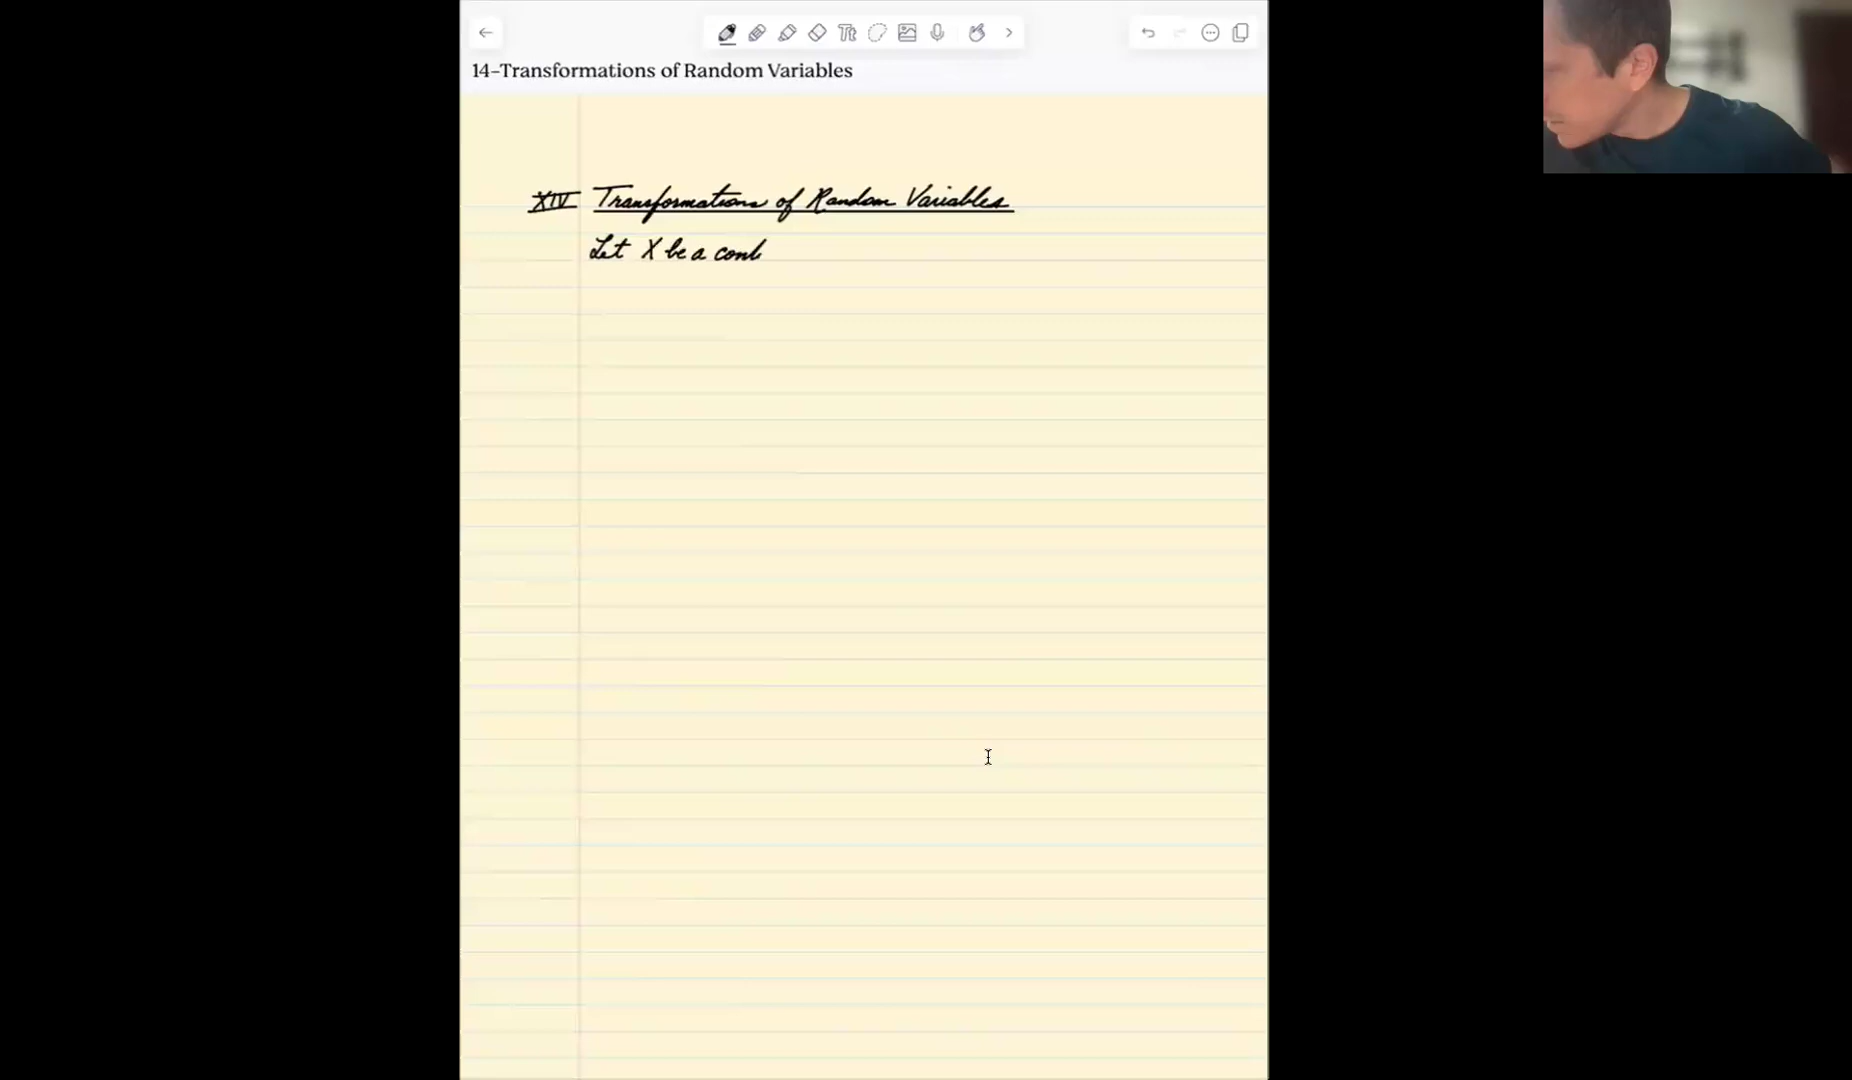 14-Transformations of Random Variables
XIV Transformations of Random Variables
Let X be a cont